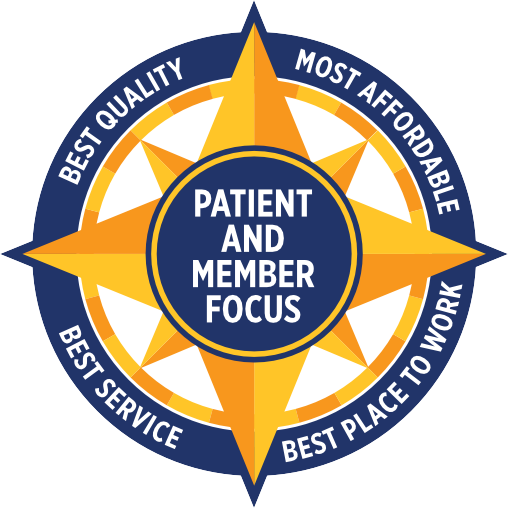 BEST QUALITY
MOST AFFORDABLE
PATIENT
AND
MEMBER
FOCUS
BEST SERVICE
BEST PLACE TO WORK